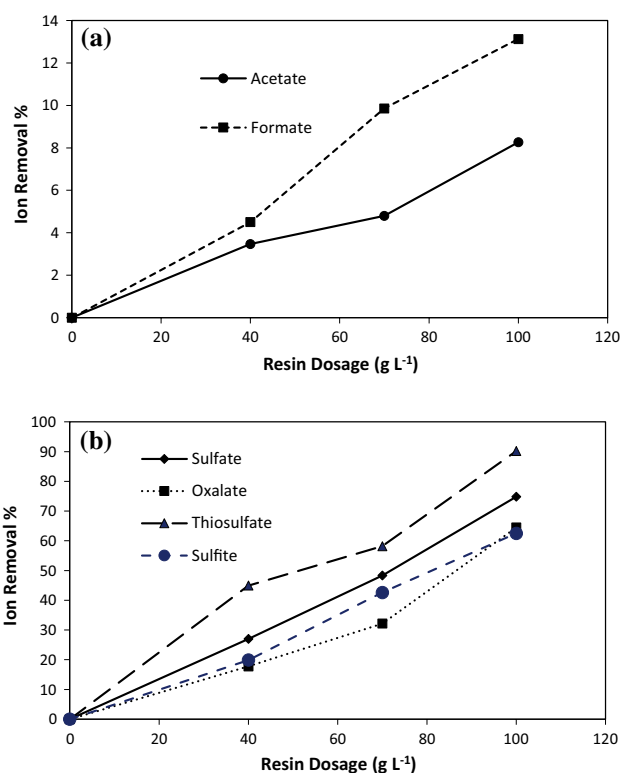 (a)
14
12
10
8
6
4
2
0
Ion Removal %
Acetate
Formate
0 20 40 60 80 100 120
Resin Dosage (g L-1)
(b)
100
90
80
70
60
50
40
30
20
10
0
Ion Removal %
Sulfate
Oxalate
Thiosulfate
Sulfite
0 20 40 60 80 100 120
Resin Dosage (g L-1)